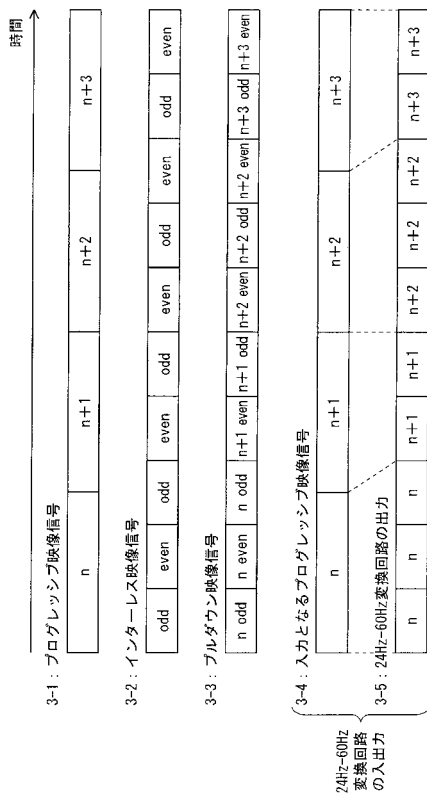 時間
3-1：プログレッシブ映像信号
n n+1 n+2 n+3
3-2：インターレス映像信号
odd even odd even odd even odd even odd even
3-3：プルダウン映像信号
n odd n even n odd n+1 even n+1 odd n+2 even n+2 odd n+2 even n+3 odd n+3 even
24Hz-60Hz
変換回路
の入出力
3-4：入力となるプログレッシブ映像信号
n n+1 n+2 n+3
3-5：24Hz-60Hz変換回路の出力
n n n n+1 n+1 n+2 n+2 n+2 n+3 n+3